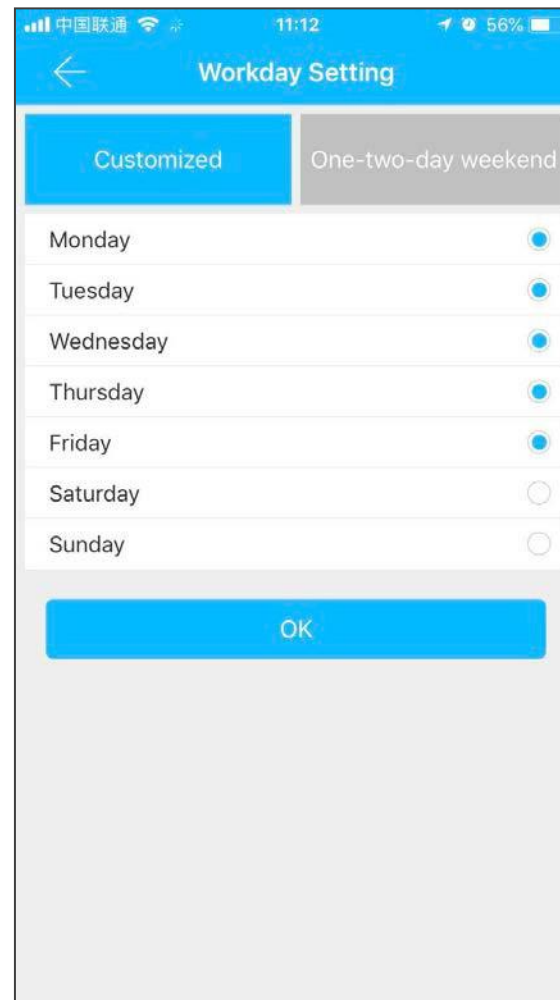 中国联通 11:12 56%
Workday Setting
Customized One-two-day weekend
Monday
Tuesday
Wednesday
Thursday
Friday
Saturday
Sunday
OK